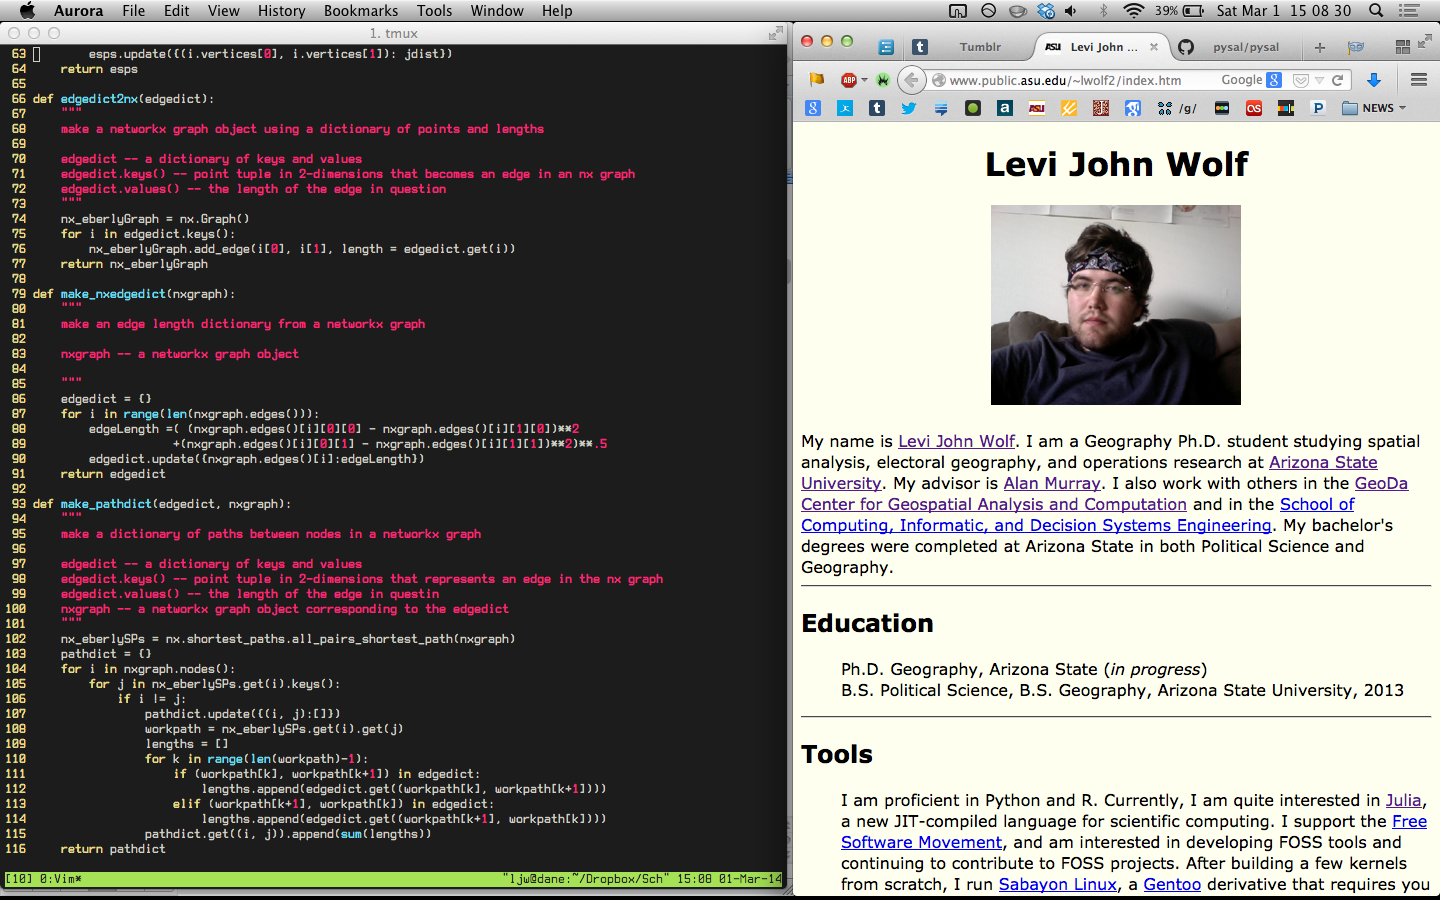 Aurora File Edit View History Bookmarks Tools Window Help 39% Sat Mar 1 15 08 30
1. tmux
63         esps.update({(i.vertices[0], i.vertices[1]): jdist})
64     return esps
65
66 def edgedict2nx(edgedict):
67     """
68     make a networkx graph object using a dictionary of points and lengths
69
70     edgedict -- a dictionary of keys and values
71     edgedict.keys() -- point tuple in 2-dimensions that becomes an edge in an nx graph
72     edgedict.values() -- the length of the edge in question
73     """
74     nx_eberlyGraph = nx.Graph()
75     for i in edgedict.keys():
76         nx_eberlyGraph.add_edge(i[0], i[1], length = edgedict.get(i))
77     return nx_eberlyGraph
78
79 def make_nxedgedict(nxgraph):
80     """
81     make an edge length dictionary from a networkx graph
82
83     nxgraph -- a networkx graph object
84
85     """
86     edgedict = {}
87     for i in range(len(nxgraph.edges())):
88         edgeLength =( (nxgraph.edges()[i][0][0] - nxgraph.edges()[i][1][0])**2
89                     +(nxgraph.edges()[i][0][1] - nxgraph.edges()[i][1][1])**2)**.5
90         edgedict.update({nxgraph.edges()[i]:edgeLength})
91     return edgedict
92
93 def make_pathdict(edgedict, nxgraph):
94     """
95     make a dictionary of paths between nodes in a networkx graph
96
97     edgedict -- a dictionary of keys and values
98     edgedict.keys() -- point tuple in 2-dimensions that represents an edge in the nx graph
99     edgedict.values() -- the length of the edge in questin
100     nxgraph -- a networkx graph object corresponding to the edgedict
101     """
102     nx_eberlySPs = nx.shortest_paths.all_pairs_shortest_path(nxgraph)
103     pathdict = {}
104     for i in nxgraph.nodes():
105         for j in nx_eberlySPs.get(i).keys():
106             if i != j:
107                 pathdict.update({(i, j):[]})
108                 workpath = nx_eberlySPs.get(i).get(j)
109                 lengths = []
110                 for k in range(len(workpath)-1):
111                     if (workpath[k], workpath[k+1]) in edgedict:
112                         lengths.append(edgedict.get((workpath[k], workpath[k+1])))
113                     elif (workpath[k+1], workpath[k]) in edgedict:
114                         lengths.append(edgedict.get((workpath[k+1], workpath[k])))
115                 pathdict.get((i, j)).append(sum(lengths))
116     return pathdict
[10] 0:Vim* "ljw@dane:~/Dropbox/Sch" 15:08 01-Mar-14
Tumblr ASU Levi John ... × pysal/pysal +
ABP www.public.asu.edu/~lwolf2/index.htm Google
/g/ NEWS
Levi John Wolf
My name is Levi John Wolf. I am a Geography Ph.D. student studying spatial
analysis, electoral geography, and operations research at Arizona State
University. My advisor is Alan Murray. I also work with others in the GeoDa
Center for Geospatial Analysis and Computation and in the School of
Computing, Informatic, and Decision Systems Engineering. My bachelor's
degrees were completed at Arizona State in both Political Science and
Geography.
Education
Ph.D. Geography, Arizona State (in progress)
B.S. Political Science, B.S. Geography, Arizona State University, 2013
Tools
I am proficient in Python and R. Currently, I am quite interested in Julia,
a new JIT-compiled language for scientific computing. I support the Free
Software Movement, and am interested in developing FOSS tools and
continuing to contribute to FOSS projects. After building a few kernels
from scratch, I run Sabayon Linux, a Gentoo derivative that requires you